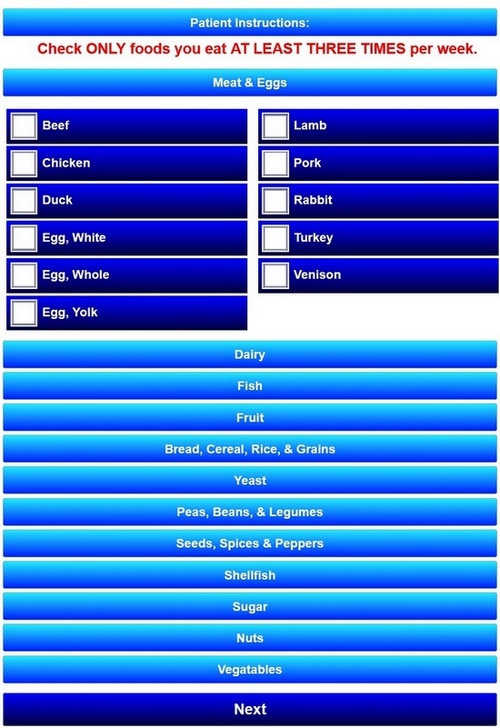 Patient Instructions:
Check ONLY foods you eat AT LEAST THREE TIMES per week.
Meat & Eggs
Beef
Lamb
Chicken
Pork
Duck
Rabbit
Egg, White
Turkey
Egg, Whole
Venison
Egg, Yolk
Dairy
Fish
Fruit
Bread, Cereal, Rice, & Grains
Yeast
Peas, Beans, & Legumes
Seeds, Spices & Peppers
Shellfish
Sugar
Nuts
Vegatables
Next